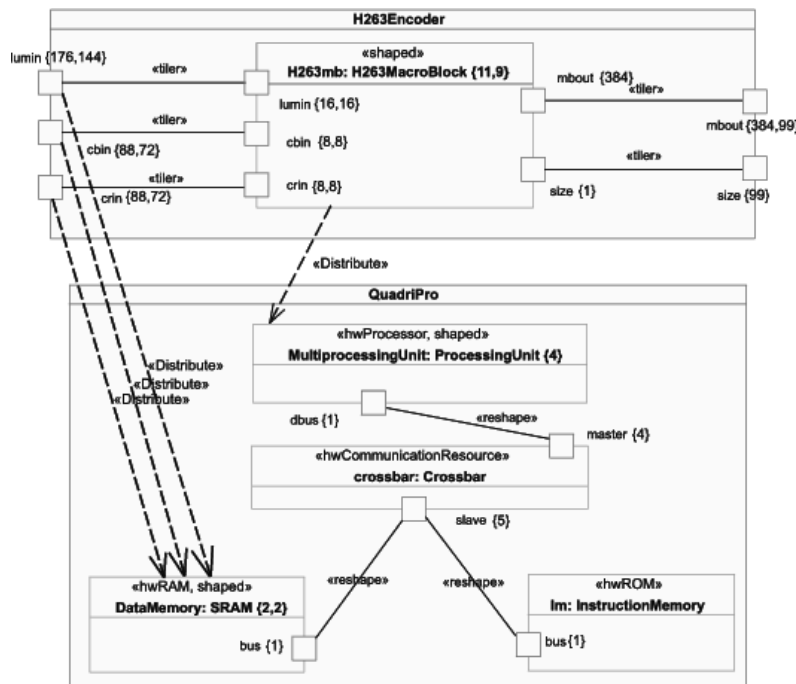 H263Encoder
lumin {176,144}
«tiler»
«shaped»
H263mb: H263MacroBlock {11,9}
mbout {384}
«tiler»
lumin {16,16}
mbout {384,99}
«tiler»
cbin {88,72}
cbin {8,8}
«tiler»
«tiler»
crin {88,72}
crin {8,8}
size {1}
size {99}
«Distribute»
QuadriPro
«hwProcessor, shaped»
MultiprocessingUnit: ProcessingUnit {4}
«Distribute»
«Distribute»
«Distribute»
dbus {1}
«reshape»
master {4}
«hwCommunicationResource»
crossbar: Crossbar
slave {5}
«reshape»
«reshape»
«hwRAM, shaped»
DataMemory: SRAM {2,2}
«hwROM»
Im: InstructionMemory
bus {1}
bus{1}